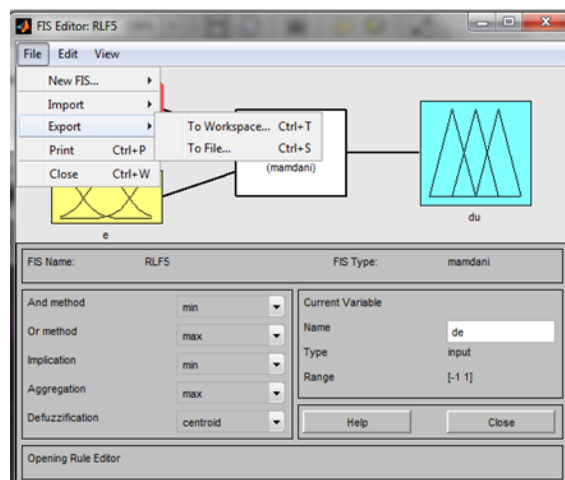 FIS Editor: RLF5
File Edit View
New FIS...
Import
Export
Print Ctrl+P
Close Ctrl+W
To Workspace... Ctrl+T
To File... Ctrl+S
(mamdani)
e
du
FIS Name: RLF5 FIS Type: mamdani
And method min
Or method max
Implication min
Aggregation max
Defuzzification centroid
Current Variable
Name de
Type input
Range [-1 1]
Help Close
Opening Rule Editor